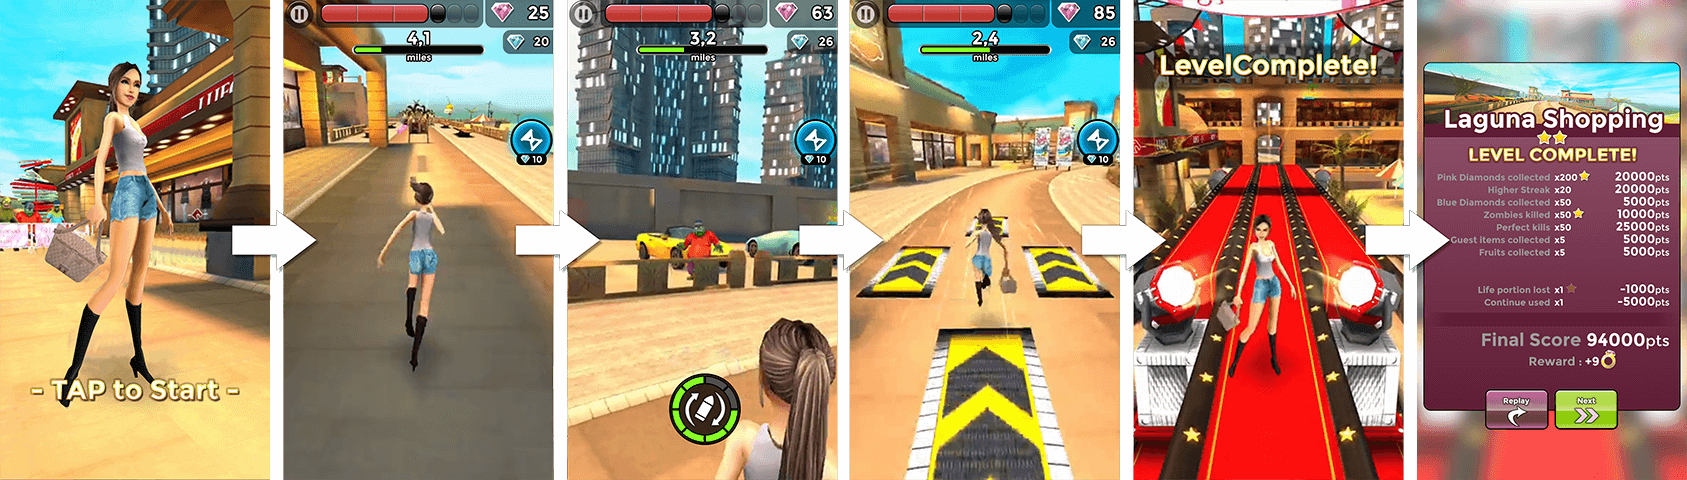 - TAP to Start -
25
4,1
miles
20
10
63
3,2
miles
26
10
85
2,4
miles
26
10
LevelComplete!
Laguna Shopping
LEVEL COMPLETE!
Pink Diamonds collected x200 20000pts
Higher Streak x20 20000pts
Blue Diamonds collected x50 5000pts
Zombies killed x50 10000pts
Perfect kills x50 25000pts
Guest items collected x5 5000pts
Fruits collected x5 5000pts
Life portion lost x1 -1000pts
Continue used x1 -5000pts
Final Score 94000pts
Reward : +9
Replay
Next